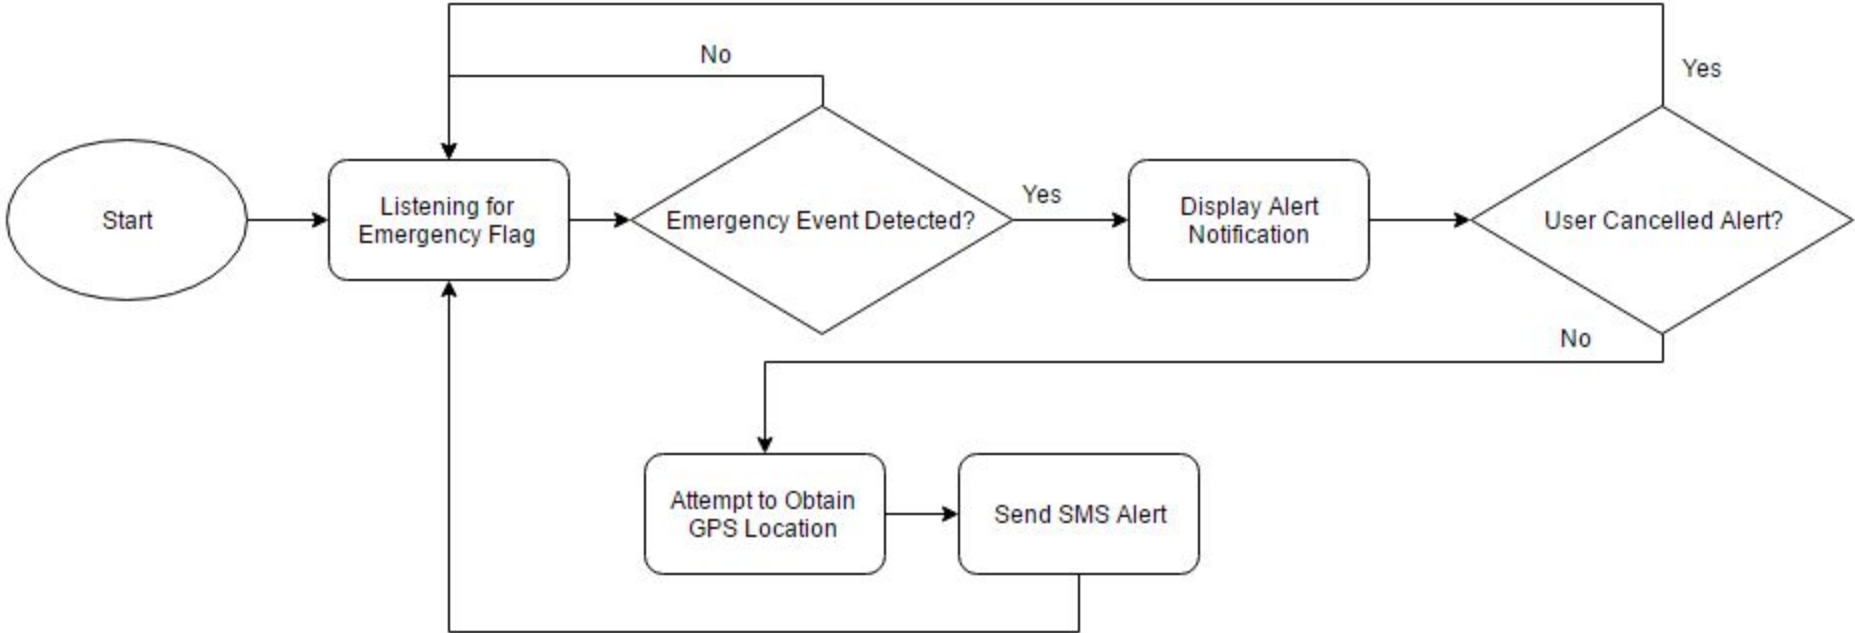 No
Yes
Start
Listening for
Emergency Flag
Emergency Event Detected?
Yes
Display Alert
Notification
User Cancelled Alert?
No
Attempt to Obtain
GPS Location
Send SMS Alert